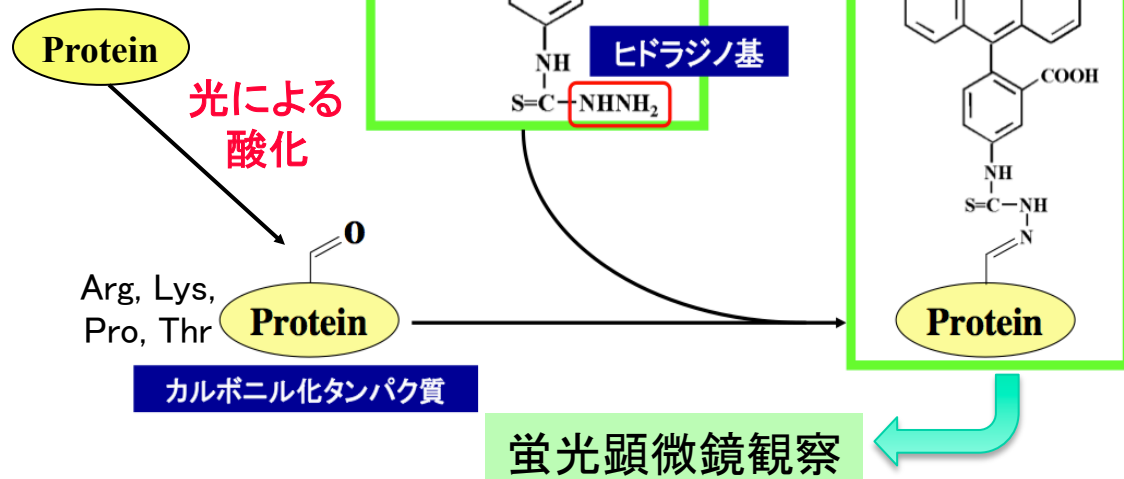 Protein
光による
酸化
NH
ヒドラジノ基
S=C-NHNH₂
COOH
NH
S=C-NH
N
O
Arg, Lys,
Pro, Thr
Protein
カルボニル化タンパク質
Protein
蛍光顕微鏡観察